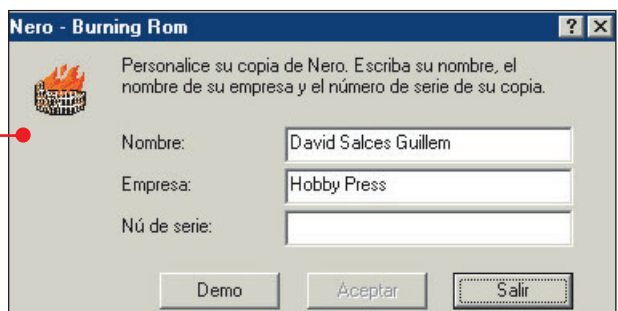 Nero - Burning Rom
Personalice su copia de Nero. Escriba su nombre, el
nombre de su empresa y el número de serie de su copia.
Nombre: David Salces Guillem
Empresa: Hobby Press
Nú de serie:
Demo Aceptar Salir